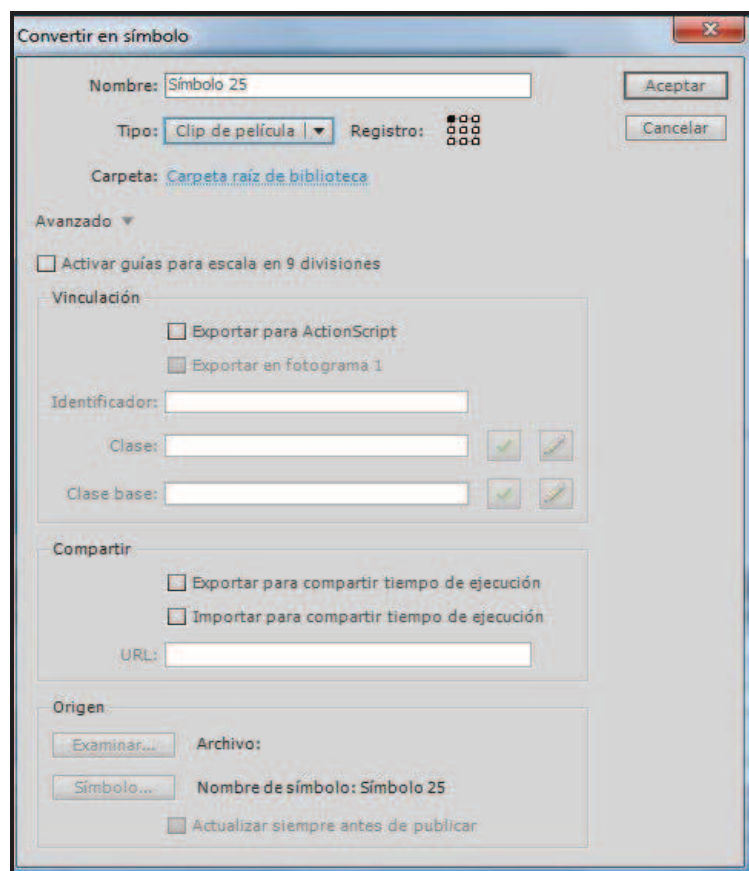 Convertir en símbolo
Nombre: Símbolo 25
Aceptar
Tipo: Clip de película Registro:
Cancelar
Carpeta: Carpeta raíz de biblioteca
Avanzado
Activar guías para escala en 9 divisiones
Vinculación
Exportar para ActionScript
Exportar en fotograma 1
Identificador:
Clase:
Clase base:
Compartir
Exportar para compartir tiempo de ejecución
Importar para compartir tiempo de ejecución
URL:
Origen
Examinar... Archivo:
Símbolo... Nombre de símbolo: Símbolo 25
Actualizar siempre antes de publicar